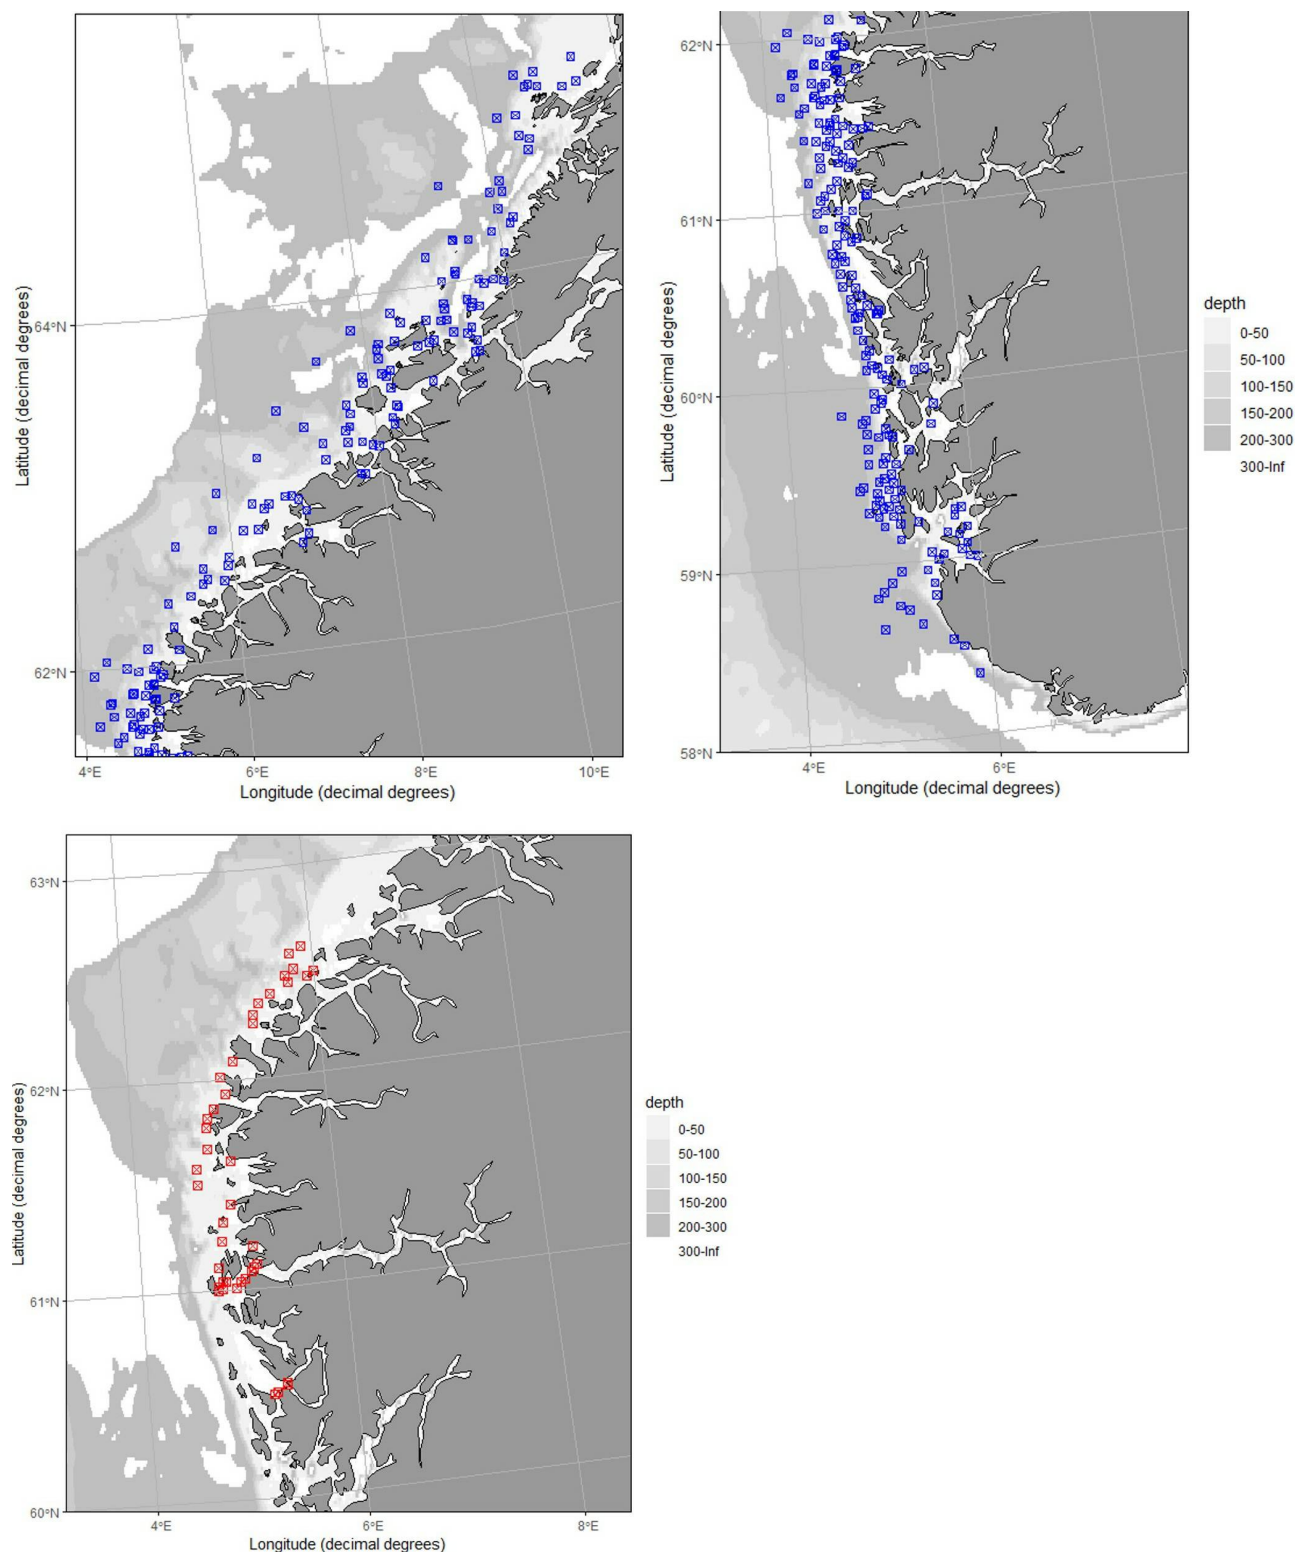 Latitude (decimal degrees)
64°N
62°N
4°E
6°E
8°E
10°E
Longitude (decimal degrees)
Latitude (decimal degrees)
62°N
61°N
60°N
59°N
58°N
4°E
6°E
Longitude (decimal degrees)
depth
0-50
50-100
100-150
150-200
200-300
300-Inf
Latitude (decimal degrees)
63°N
62°N
61°N
60°N
4°E
6°E
8°E
Longitude (decimal degrees)
depth
0-50
50-100
100-150
150-200
200-300
300-Inf